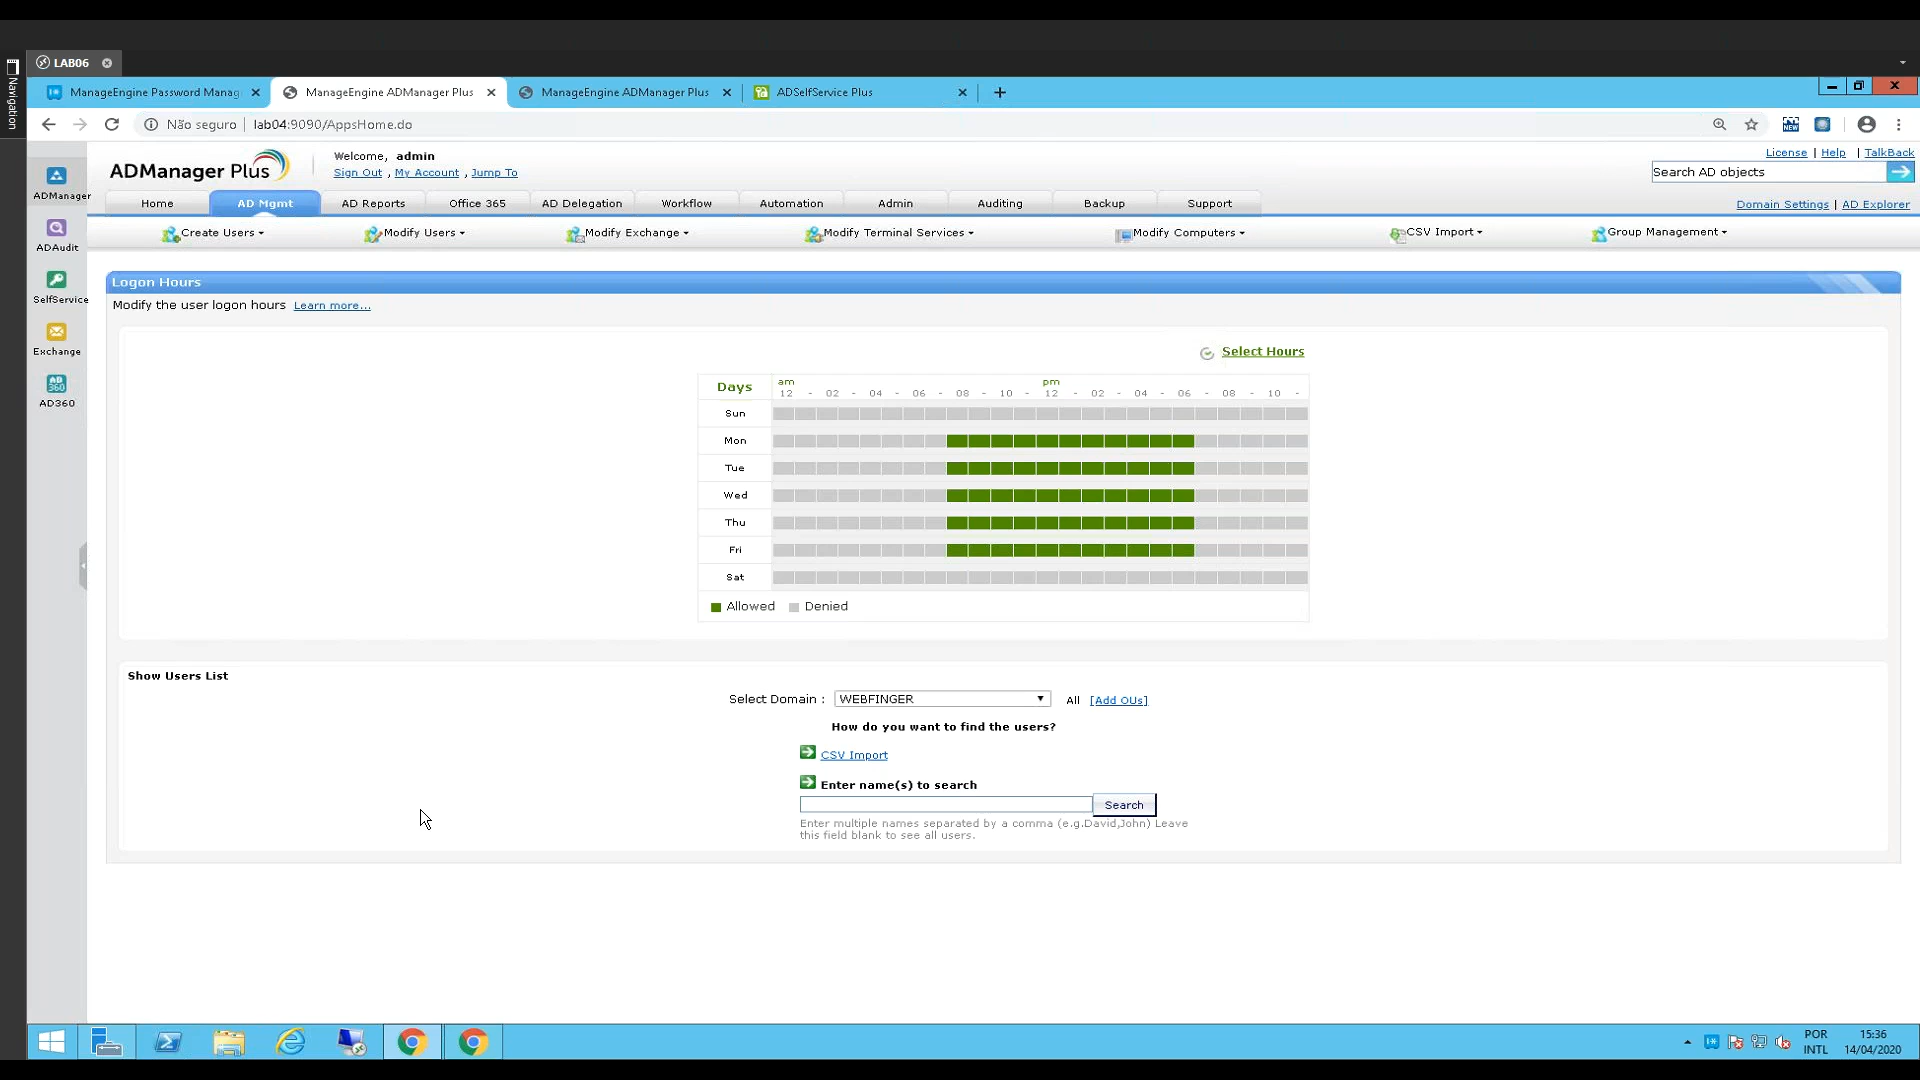 LAB06
Navigation
ManageEngine Password Manag
ManageEngine ADManager Plus
ManageEngine ADManager Plus
ADSelfService Plus
Não seguro | lab04:9090/AppsHome.do
NEW
ADManager Plus
Welcome, admin
Sign Out , My Account , Jump To
License | Help | TalkBack
Search AD objects
Domain Settings | AD Explorer
Home
AD Mgmt
AD Reports
Office 365
AD Delegation
Workflow
Automation
Admin
Auditing
Backup
Support
Create Users
Modify Users
Modify Exchange
Modify Terminal Services
Modify Computers
CSV Import
Group Management
ADManager
ADAudit
SelfService
Exchange
AD
360
AD360
Logon Hours
Modify the user logon hours Learn more...
Select Hours
Days
am pm
12 - 02 - 04 - 06 - 08 - 10 - 12 - 02 - 04 - 06 - 08 - 10 -
Sun
Mon
Tue
Wed
Thu
Fri
Sat
Allowed Denied
Show Users List
Select Domain : WEBFINGER All [Add OUs]
How do you want to find the users?
CSV Import
Enter name(s) to search
Search
Enter multiple names separated by a comma (e.g.David,John) Leave
this field blank to see all users.
POR
INTL
15:36
14/04/2020